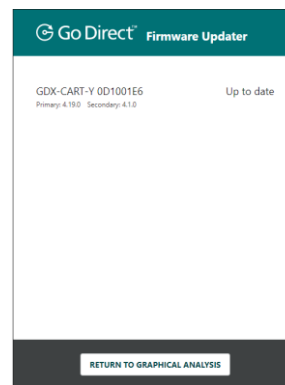 Go Direct™ Firmware Updater
GDX-CART-Y 0D1001E6 Up to date
Primary: 4.19.0 Secondary: 4.1.0
RETURN TO GRAPHICAL ANALYSIS